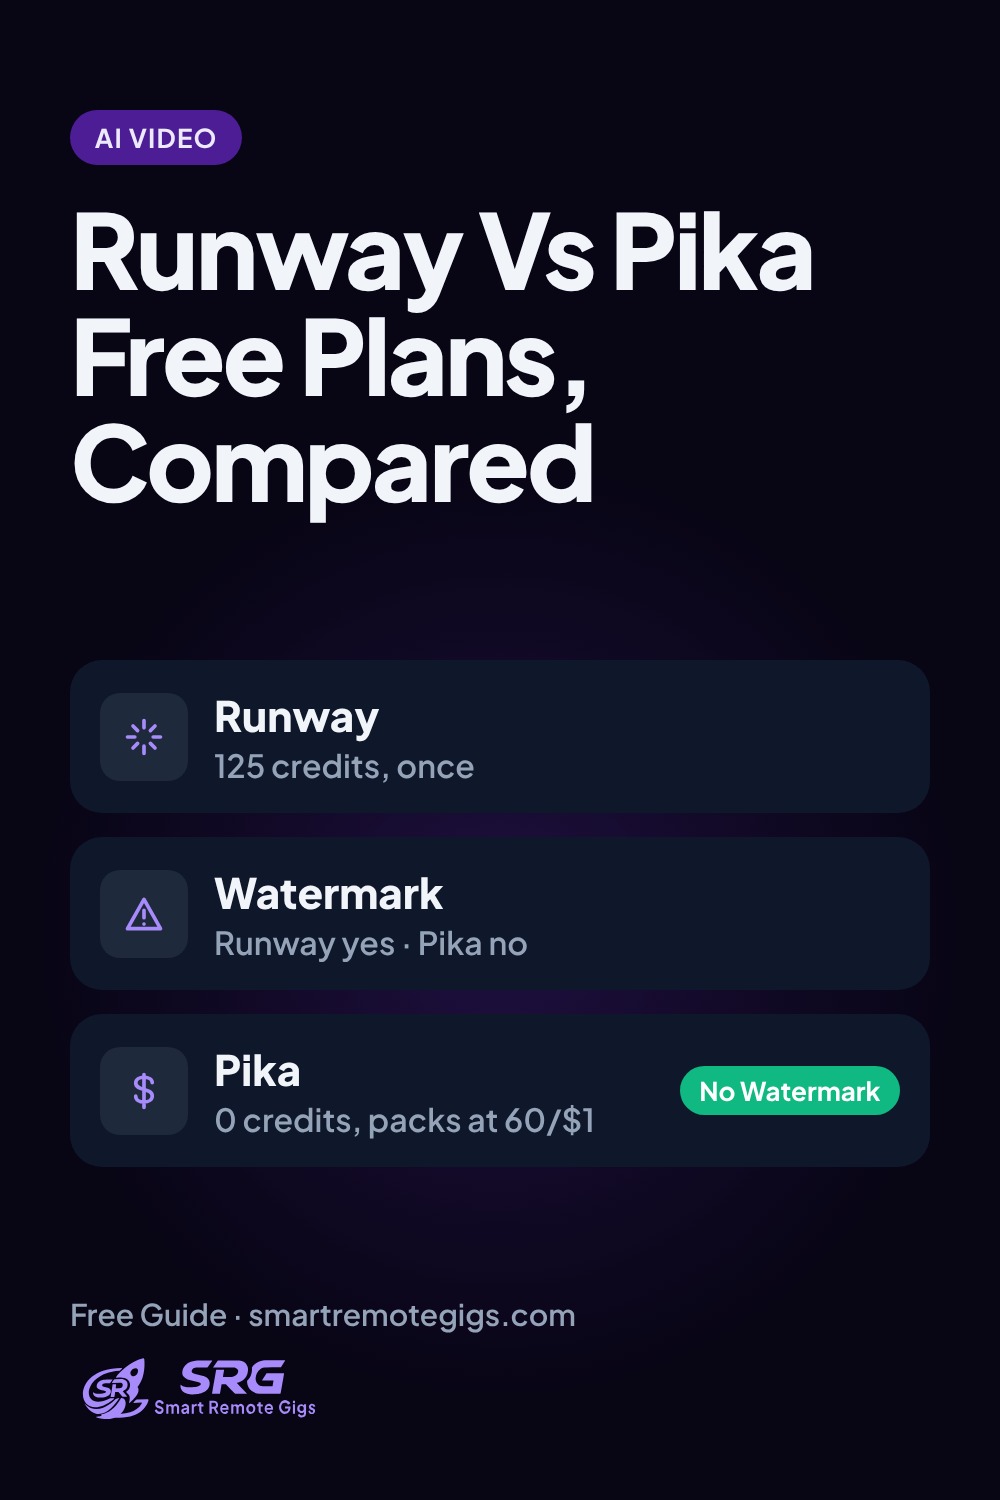 AI VIDEO
Runway Vs Pika
Free Plans,
Compared
Runway
125 credits, once
Watermark
Runway yes · Pika no
Pika
0 credits, packs at 60/$1
No Watermark
Free Guide · smartremotegigs.com
SR
SRG
Smart Remote Gigs